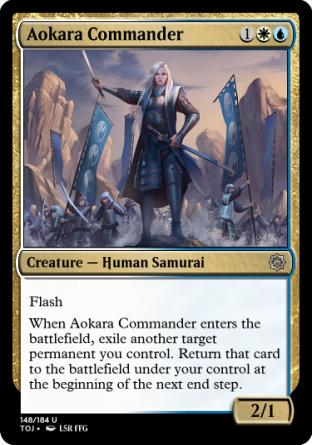 Aokara Commander 1
Creature — Human Samurai
Flash
When Aokara Commander enters the
battlefield, exile another target
permanent you control. Return that card
to the battlefield under your control at
the beginning of the next end step.
2/1
148/184 U
TOJ • LSR FFG